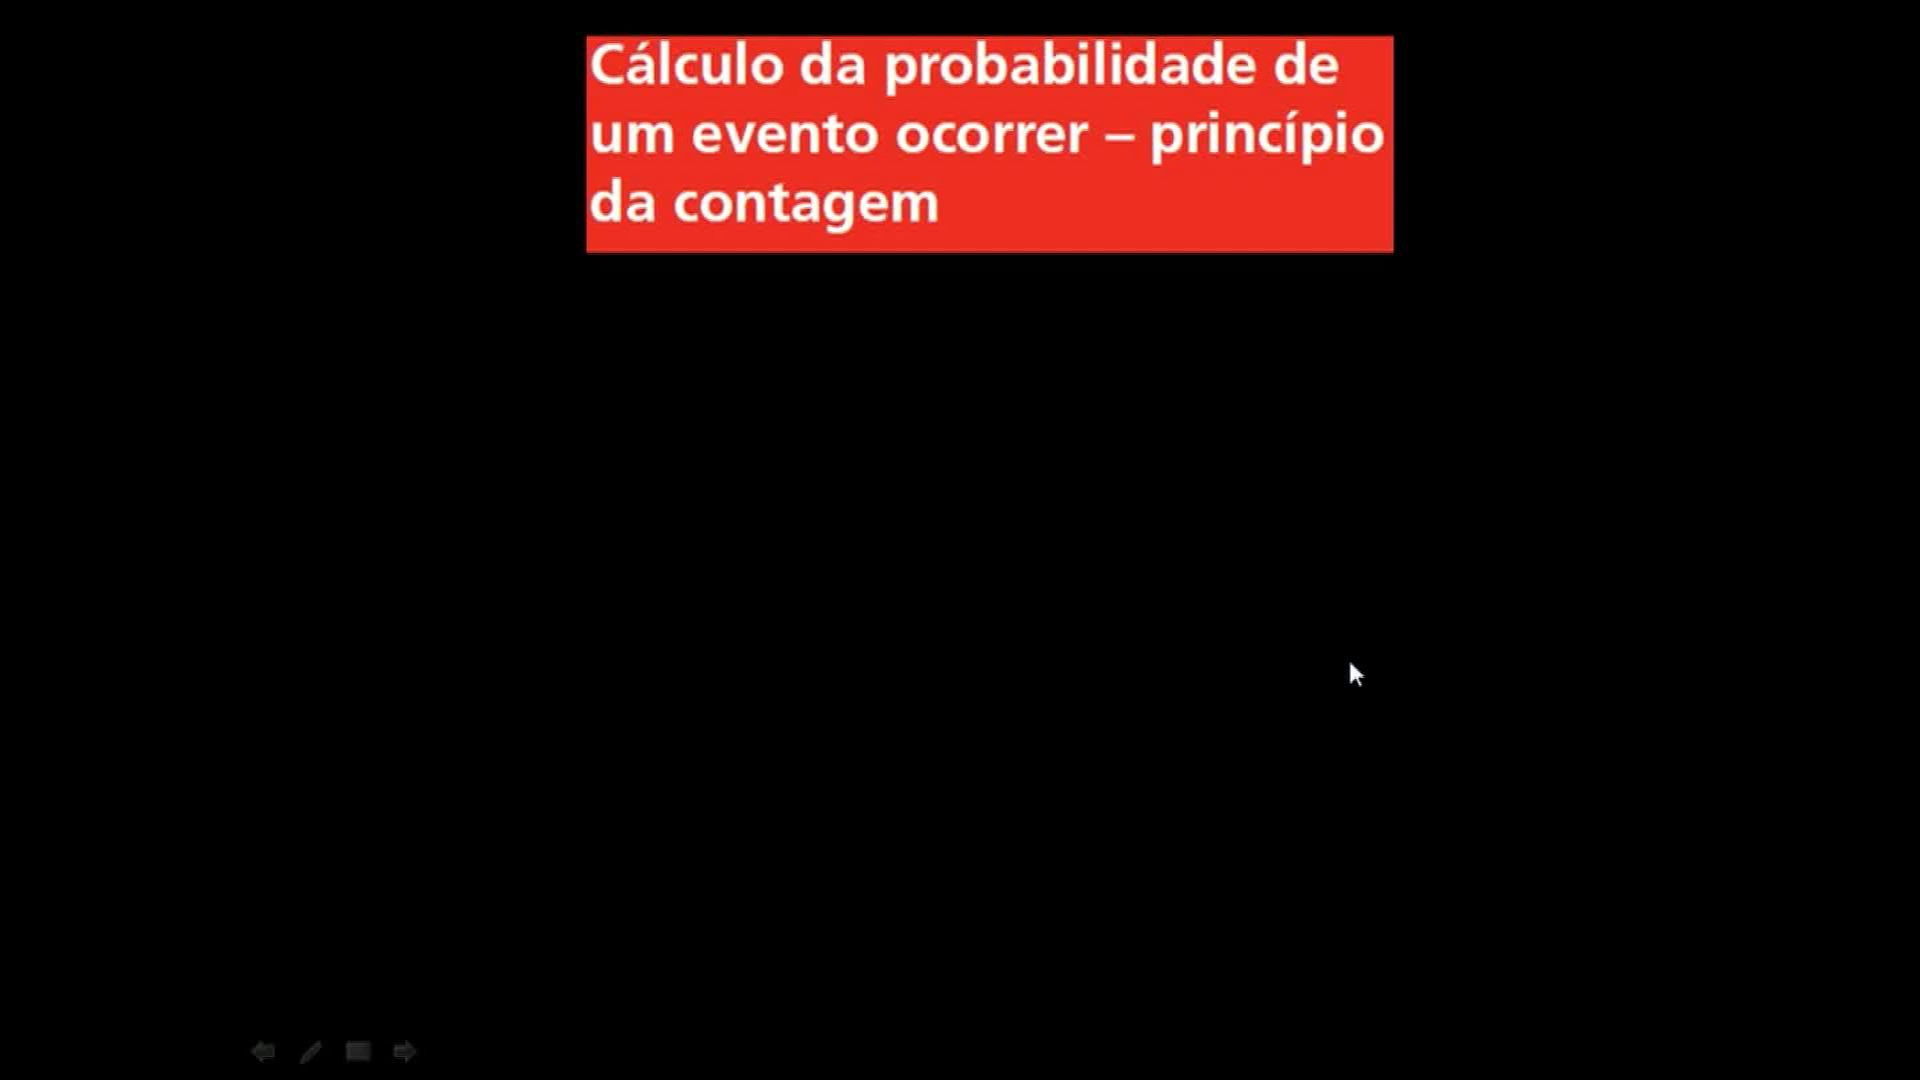 Cálculo da probabilidade de
um evento ocorrer – princípio
da contagem